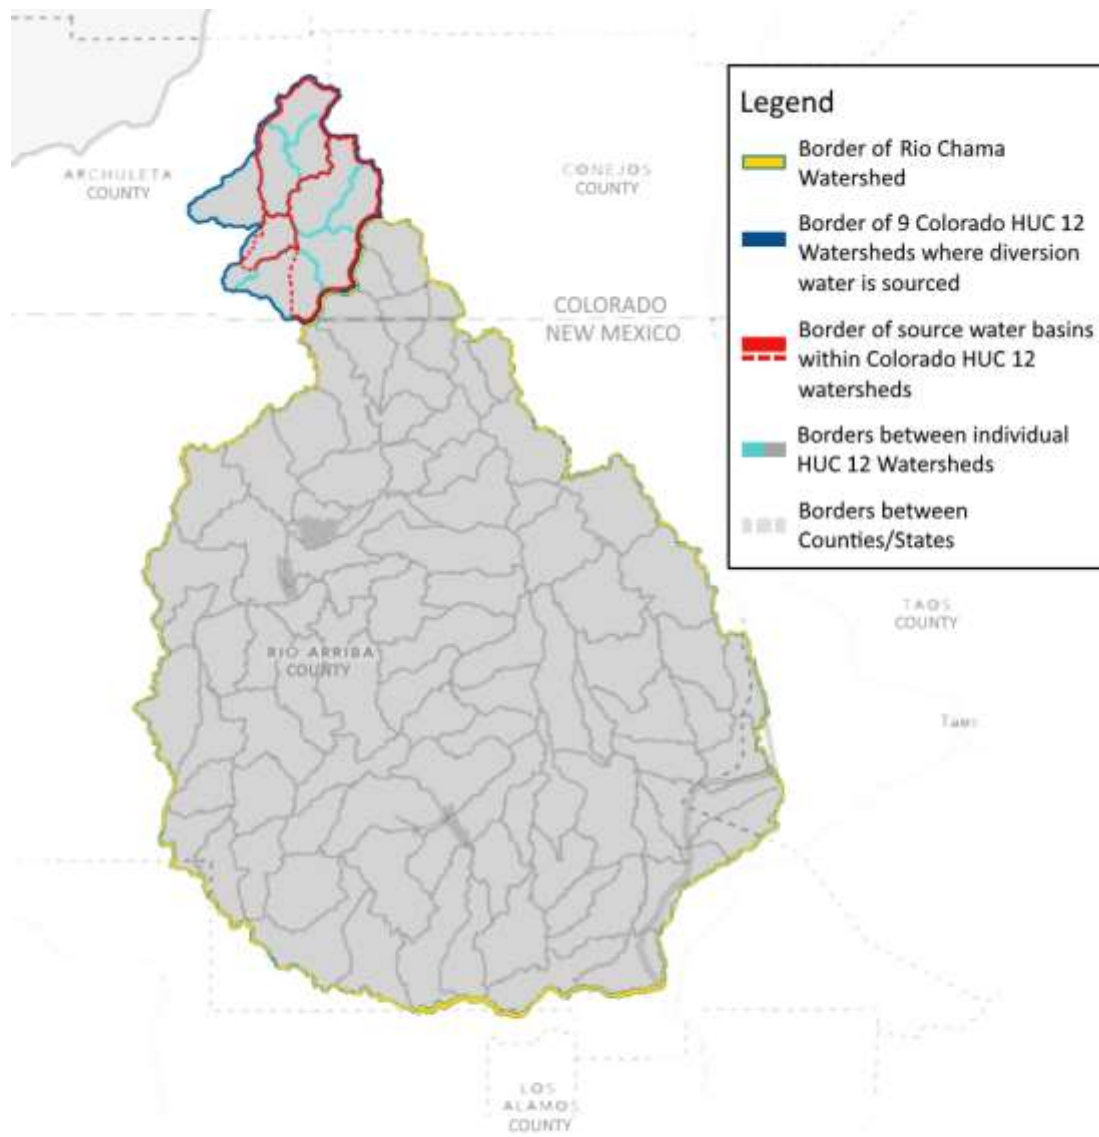 Legend
Border of Rio Chama
Watershed
Border of 9 Colorado HUC 12
Watersheds where diversion
water is sourced
Border of source water basins
within Colorado HUC 12
watersheds
Borders between individual
HUC 12 Watersheds
Borders between
Counties/States
ARCHULETA
COUNTY
CONEJOS
COUNTY
COLORADO
NEW MEXICO
TAOS
COUNTY
RIO ARRIBA
COUNTY
Taos
LOS
ALAMOS
COUNTY